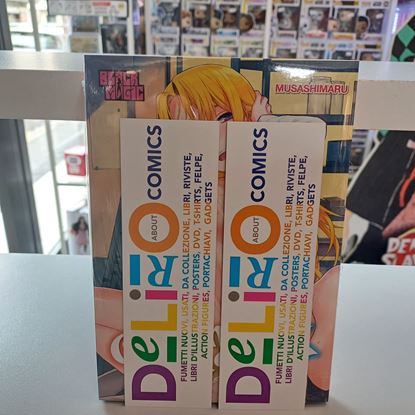 BLACK
MAGIC
MUSASHIMARU
DeLiRiO
ABOUT
COMICS
FUMETTI NUOVI, USATI, DA COLLEZIONE, LIBRI, RIVISTE,
LIBRI D'ILLUSTRAZIONI, POSTERS, DVD, T-SHIRTS, FELPE,
ACTION FIGURES, PORTACHIAVI, GADGETS
DeLiRiO
ABOUT
COMICS
FUMETTI NUOVI, USATI, DA COLLEZIONE, LIBRI, RIVISTE,
LIBRI D'ILLUSTRAZIONI, POSTERS, DVD, T-SHIRTS, FELPE,
ACTION FIGURES, PORTACHIAVI, GADGETS